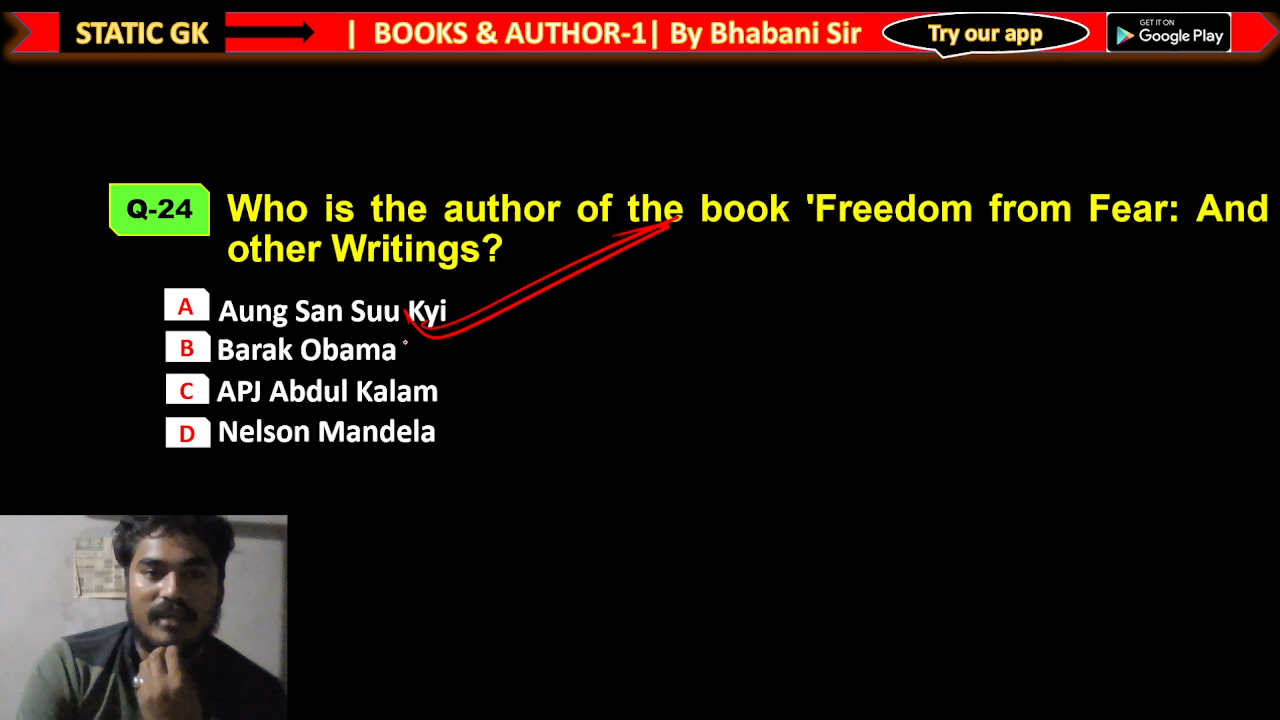 STATIC GK | BOOKS & AUTHOR-1| By Bhabani Sir Try our app GET IT ON Google Play
Q-24 Who is the author of the book 'Freedom from Fear: And
other Writings?
A Aung San Suu Kyi
B Barak Obama
C APJ Abdul Kalam
D Nelson Mandela